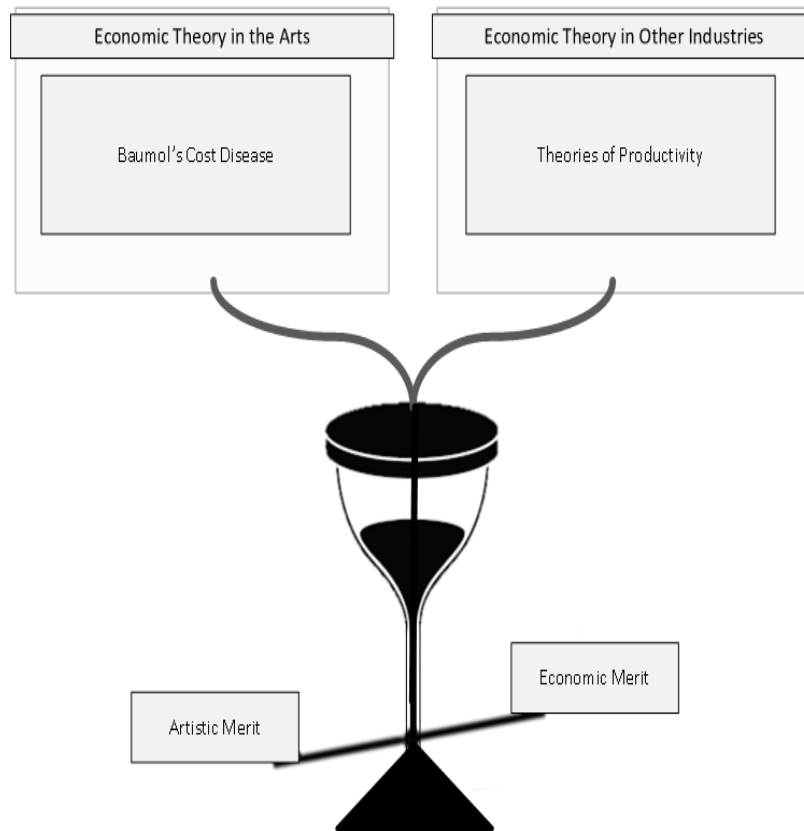 Economic Theory in the Arts
Economic Theory in Other Industries
Baumol's Cost Disease
Theories of Productivity
Economic Merit
Artistic Merit